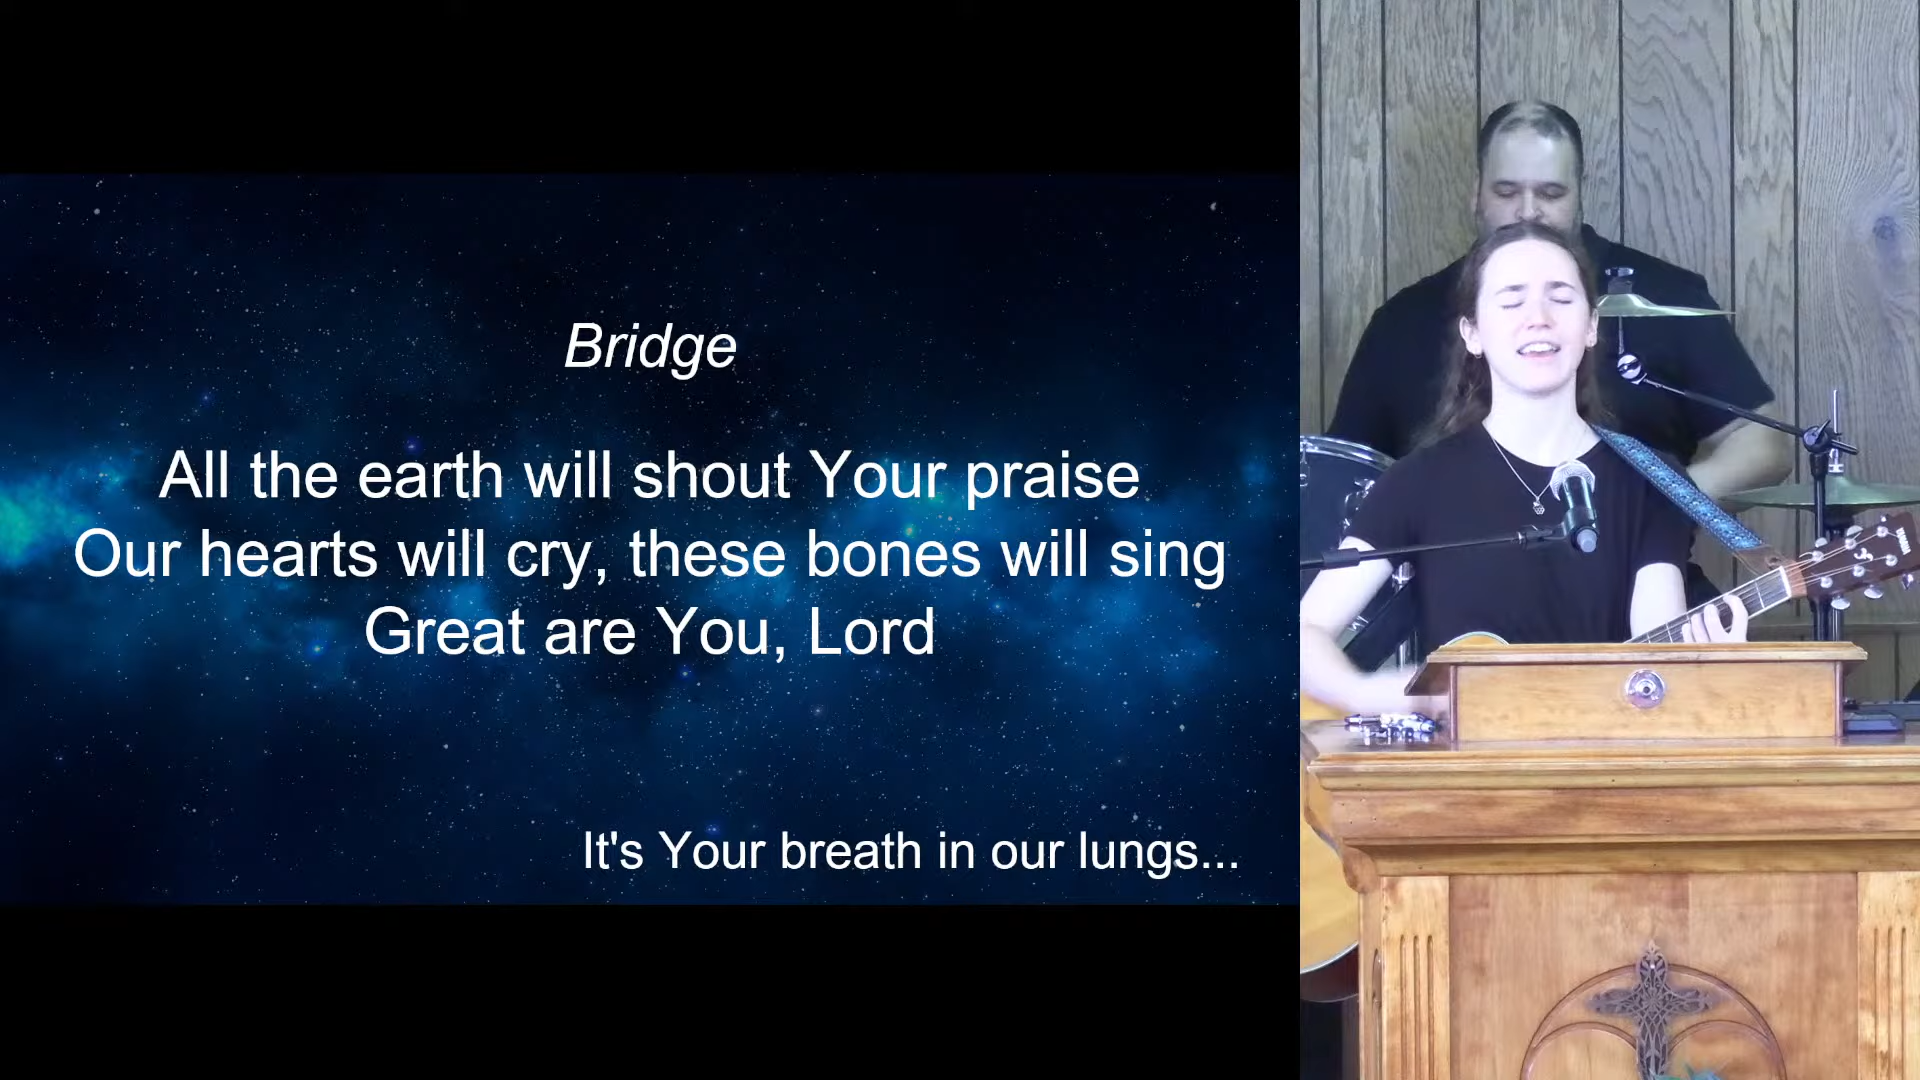 Bridge
All the earth will shout Your praise
Our hearts will cry, these bones will sing
Great are You, Lord
It's Your breath in our lungs...